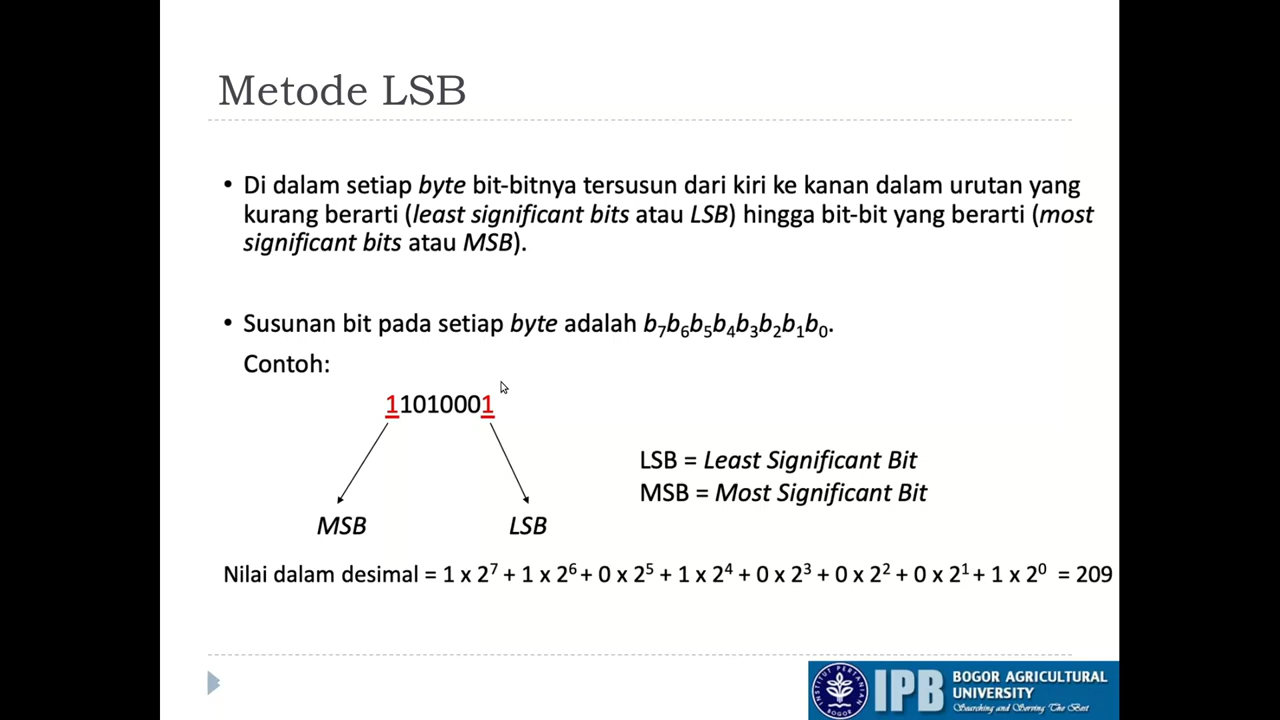 Metode LSB
• Di dalam setiap byte bit-bitnya tersusun dari kiri ke kanan dalam urutan yang
kurang berarti (least significant bits atau LSB) hingga bit-bit yang berarti (most
significant bits atau MSB).
• Susunan bit pada setiap byte adalah b₇b₆b₅b₄b₃b₂b₁b₀.
Contoh:
11010001
LSB = Least Significant Bit
MSB = Most Significant Bit
MSB LSB
Nilai dalam desimal = 1 x 2⁷ + 1 x 2⁶ + 0 x 2⁵ + 1 x 2⁴ + 0 x 2³ + 0 x 2² + 0 x 2¹ + 1 x 2⁰ = 209
INSTITUT PERTANIAN
BOGOR
IPB
BOGOR AGRICULTURAL
UNIVERSITY
Searching and Serving The Best